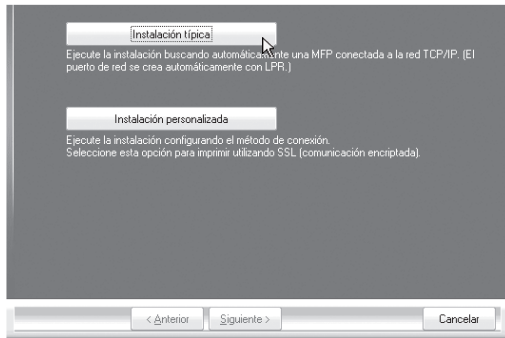 Instalación típica
Ejecute la instalación buscando automáticamente una MFP conectada a la red TCP/IP. (El
puerto de red se crea automáticamente con LPR.)
Instalación personalizada
Ejecute la instalación configurando el método de conexión.
Seleccione esta opción para imprimir utilizando SSL (comunicación encriptada).
< Anterior
Siguiente >
Cancelar